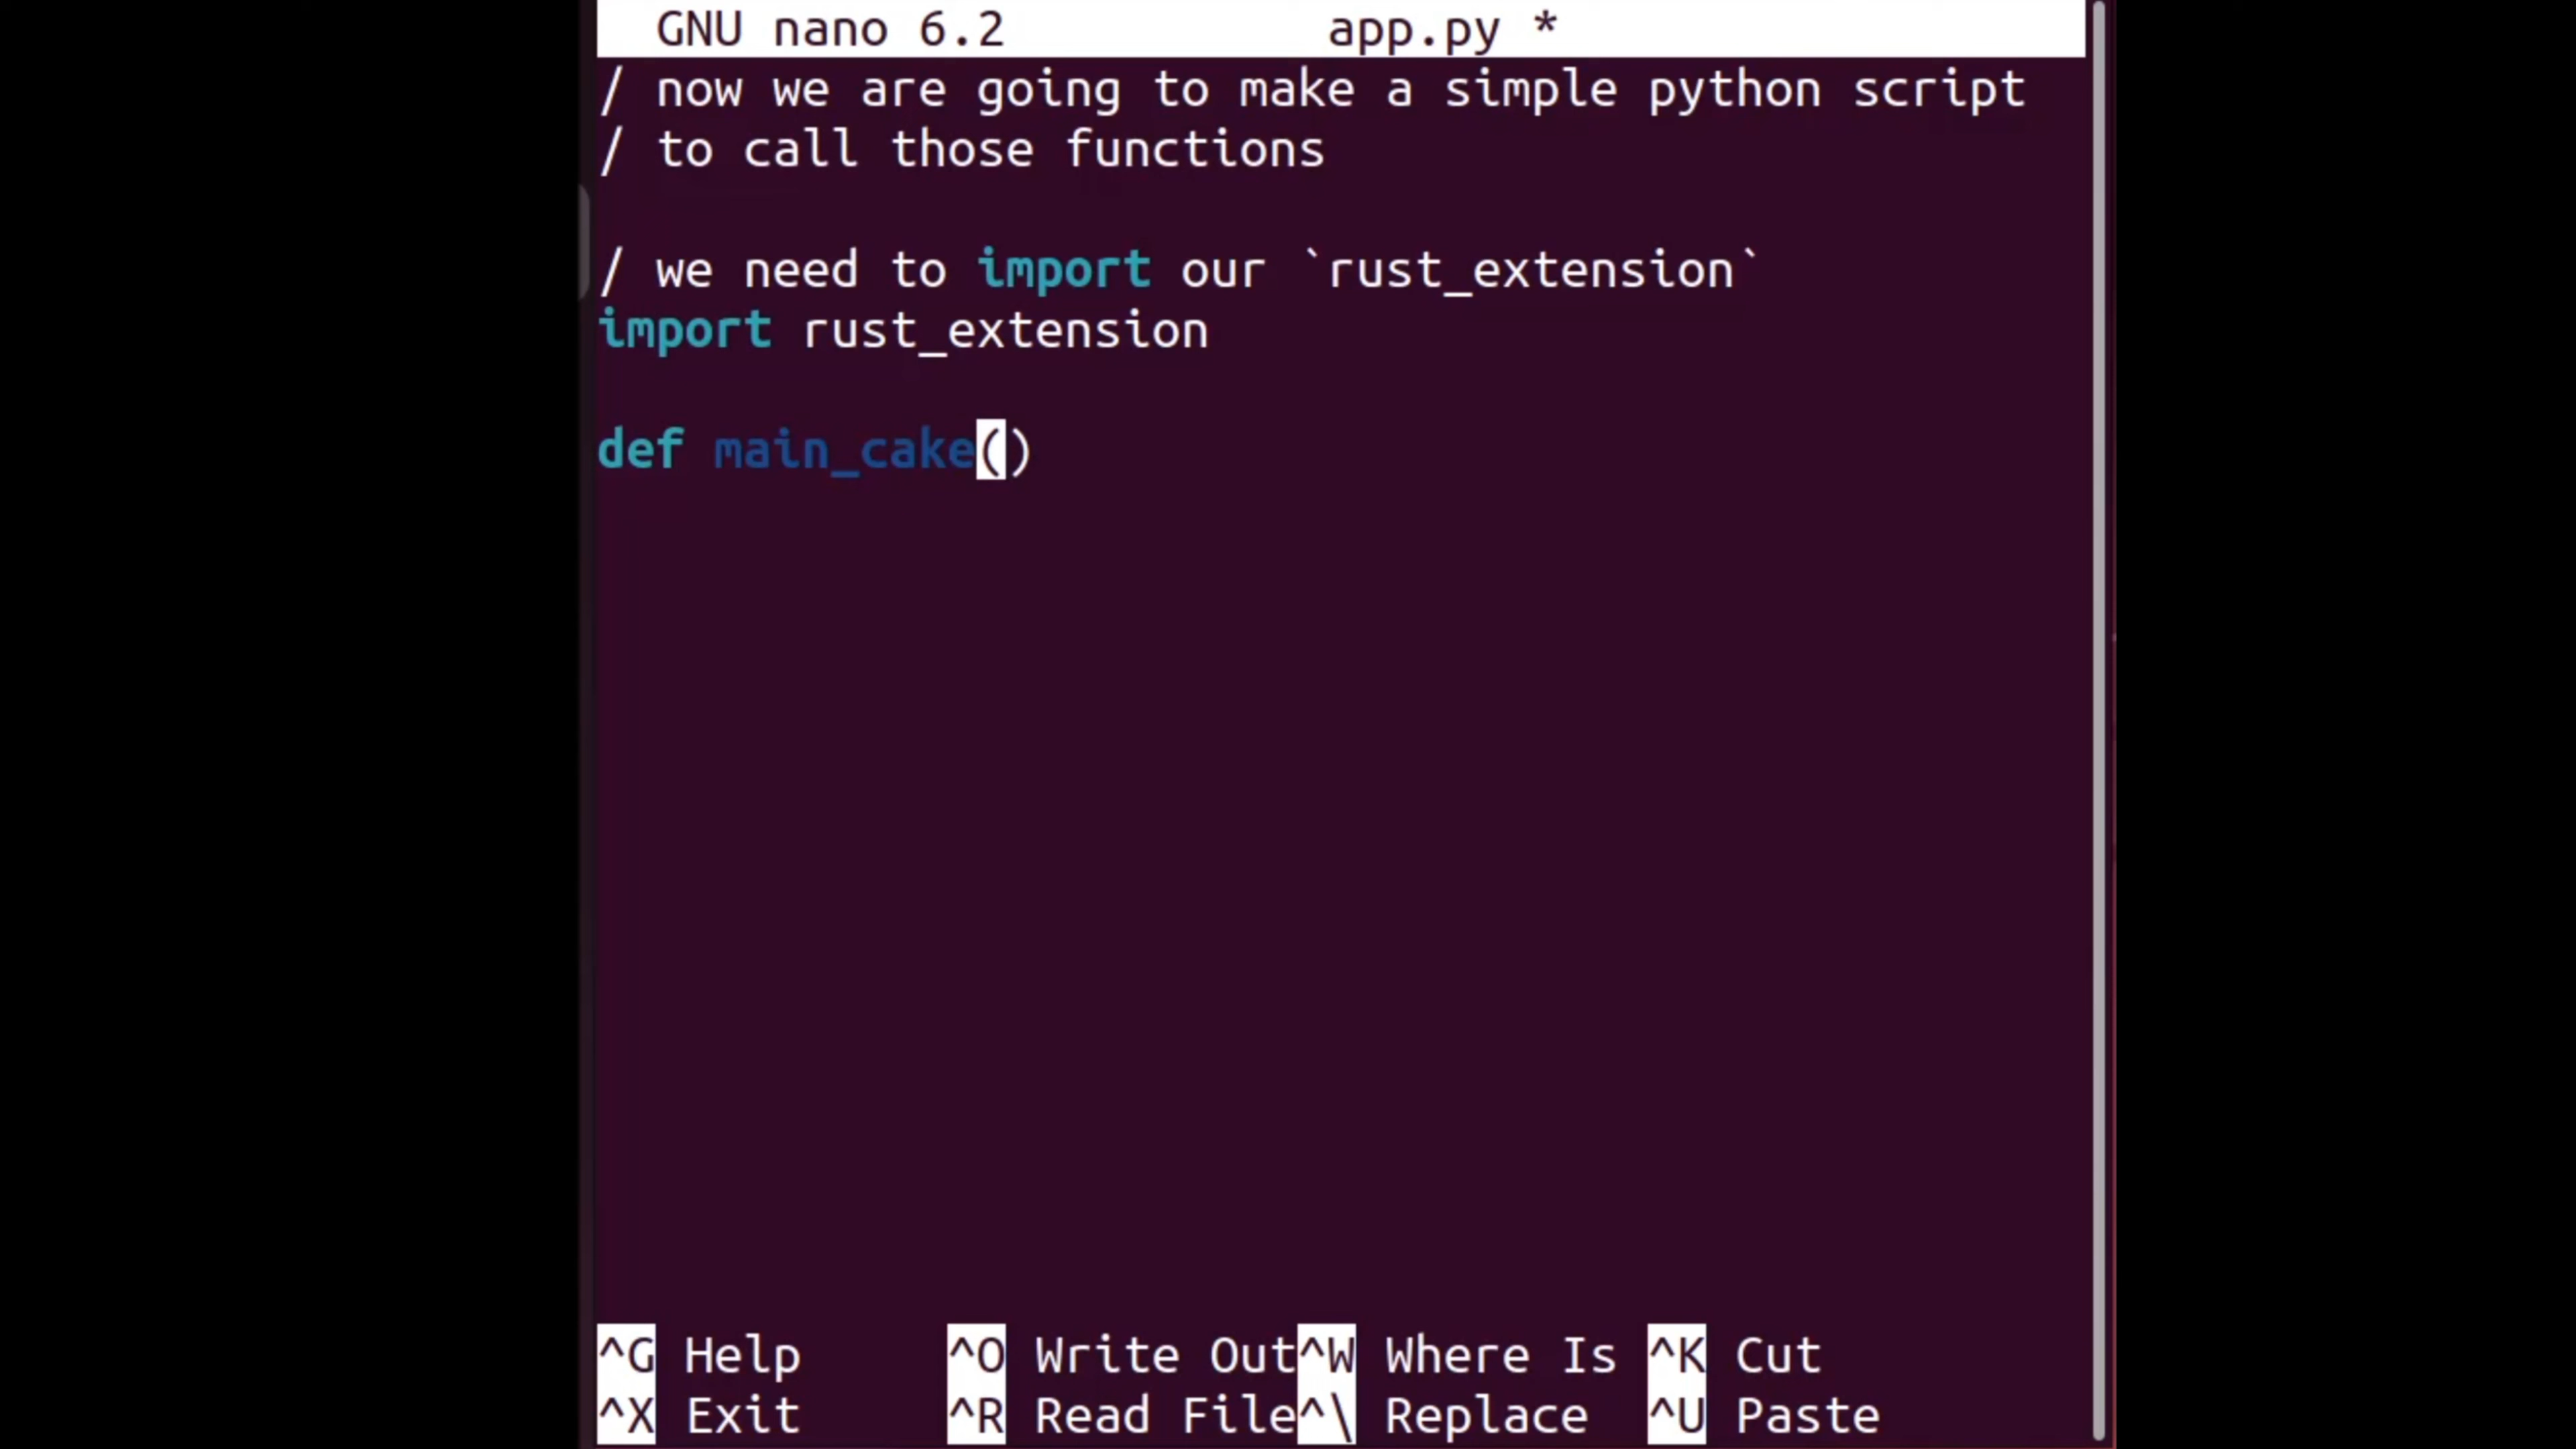 GNU nano 6.2 app.py *
/ now we are going to make a simple python script
/ to call those functions
/ we need to import our `rust_extension`
import rust_extension
def main_cake()
^G Help ^O Write Out ^W Where Is ^K Cut
^X Exit ^R Read File ^\ Replace ^U Paste